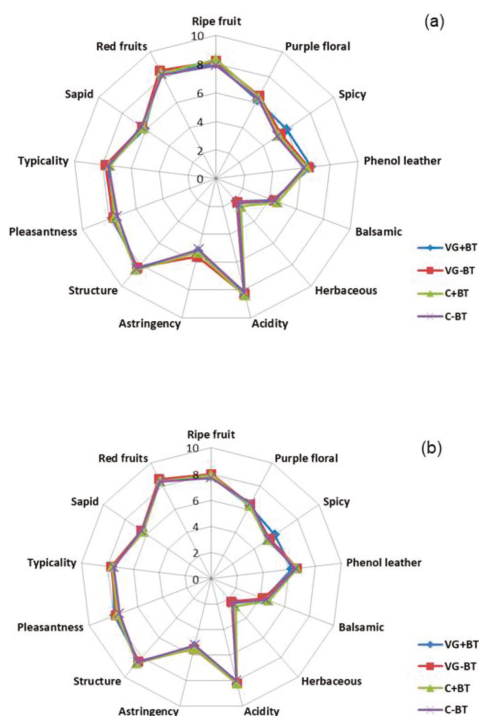 (a)
10
Ripe fruit
Red fruits
Purple floral
8
Sapid
Spicy
6
4
Typicality
2
Phenol leather
0
Pleasantness
Balsamic
Structure
Herbaceous
Astringency
Acidity
VG+BT
VG-BT
C+BT
C-BT
(b)
Ripe fruit
10
Red fruits
Purple floral
8
Sapid
Spicy
6
4
Typicality
2
Phenol leather
0
Pleasantness
Balsamic
Structure
Herbaceous
Astringency
Acidity
VG+BT
VG-BT
C+BT
C-BT